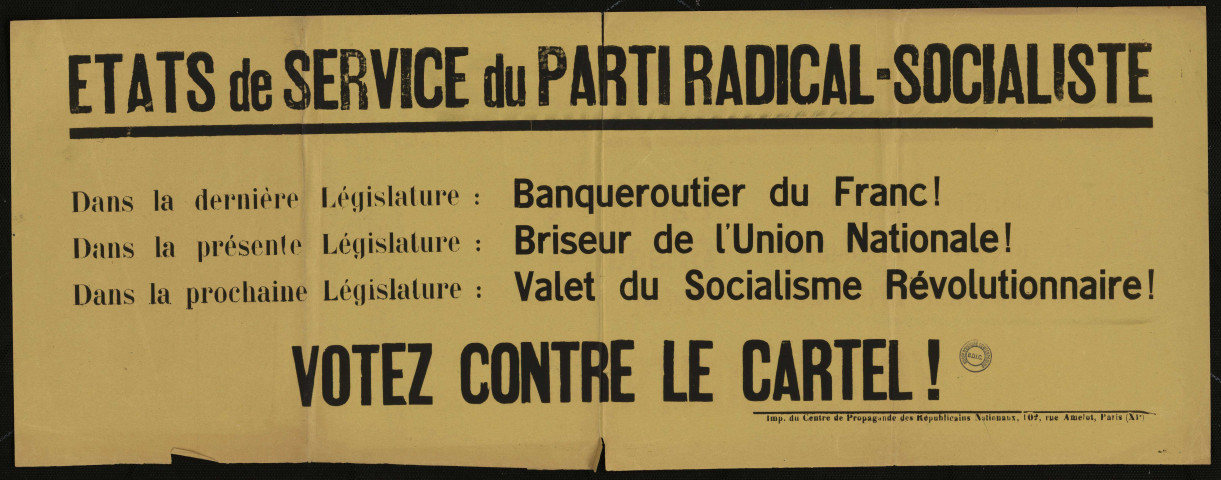 ETATS de SERVICE du PARTI RADICAL-SOCIALISTE
Dans la dernière Législature : Banqueroutier du Franc!
Dans la présente Législature : Briseur de l'Union Nationale!
Dans la prochaine Législature : Valet du Socialisme Révolutionnaire!
VOTEZ CONTRE LE CARTEL!
Imp. du Centre de Propagande des Républicains Nationaux, 102, rue Amelot, Paris (XIe)